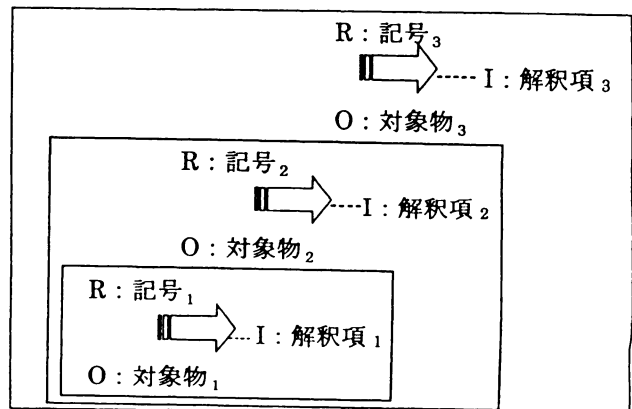 R：記号₃
I：解釈項₃
O：対象物₃
R：記号₂
I：解釈項₂
O：対象物₂
R：記号₁
I：解釈項₁
O：対象物₁